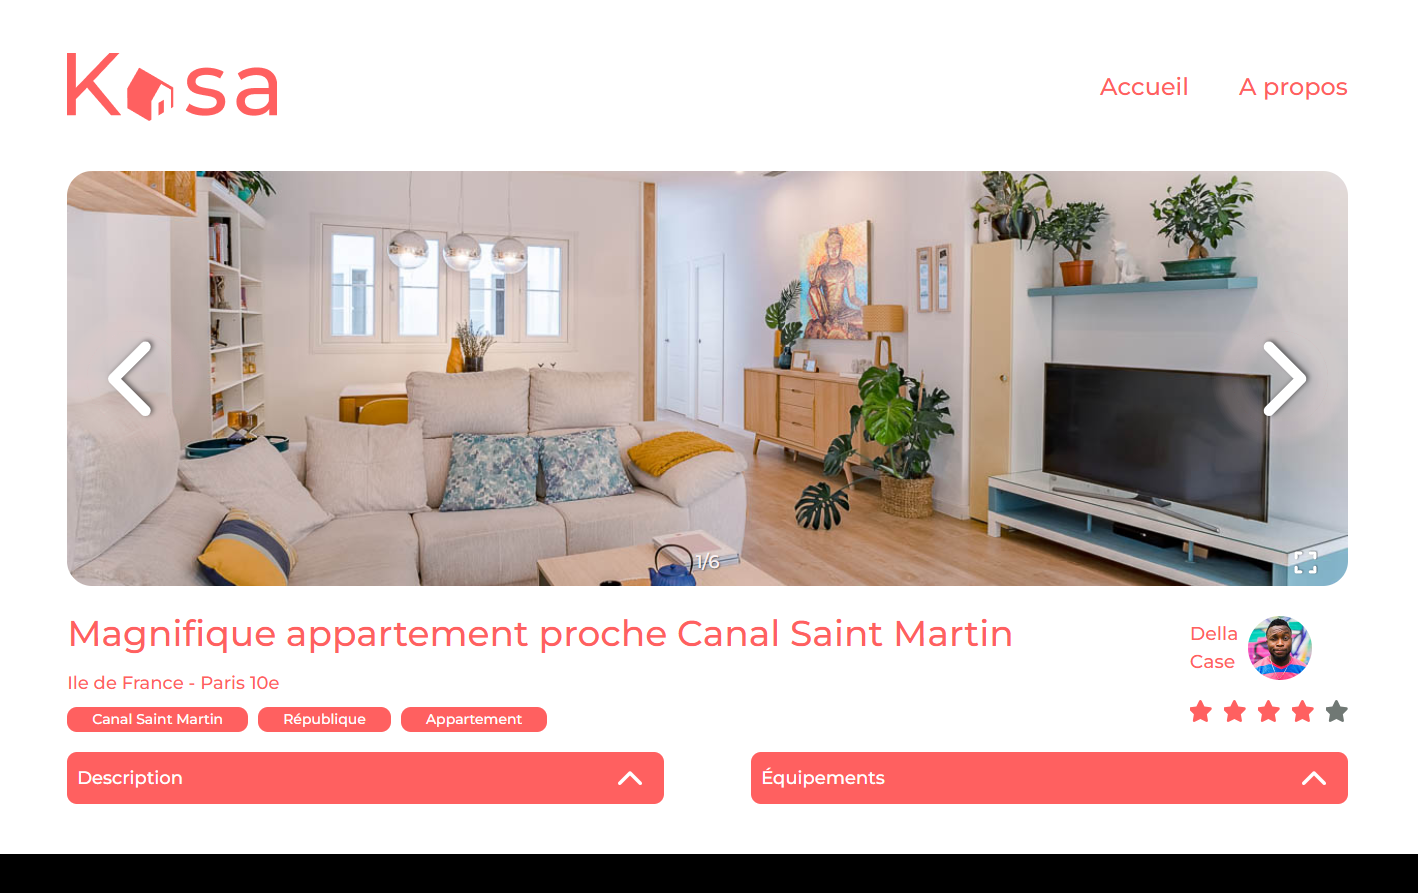 Kasa
Accueil
A propos
1/6
Magnifique appartement proche Canal Saint Martin
Della
Case
Ile de France - Paris 10e
Canal Saint Martin
République
Appartement
Description
Équipements